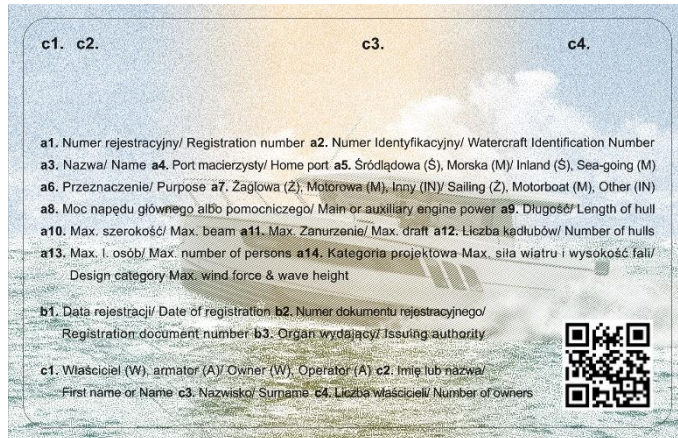 c1. c2. c3. c4.
a1. Numer rejestracyjny/ Registration number a2. Numer Identyfikacyjny/ Watercraft Identification Number
a3. Nazwa/ Name a4. Port macierzysty/ Home port a5. Śródlądowa (Ś), Morska (M)/ Inland (Ś), Sea-going (M)
a6. Przeznaczenie/ Purpose a7. Żaglowa (Ż), Motorowa (M), Inny (IN)/ Sailing (Ż), Motorboat (M), Other (IN)
a8. Moc napędu głównego albo pomocniczego/ Main or auxiliary engine power a9. Długość/ Length of hull
a10. Max. szerokość/ Max. beam a11. Max. Zanurzenie/ Max. draft a12. Liczba kadłubów/ Number of hulls
a13. Max. l. osób/ Max. number of persons a14. Kategoria projektowa Max. siła wiatru i wysokość fali/
Design category Max. wind force & wave height
b1. Data rejestracji/ Date of registration b2. Numer dokumentu rejestracyjnego/
Registration document number b3. Organ wydający/ Issuing authority
c1. Właściciel (W), armator (A)/ Owner (W), Operator (A) c2. Imię lub nazwa/
First name or Name c3. Nazwisko/ Surname c4. Liczba właścicieli/ Number of owners